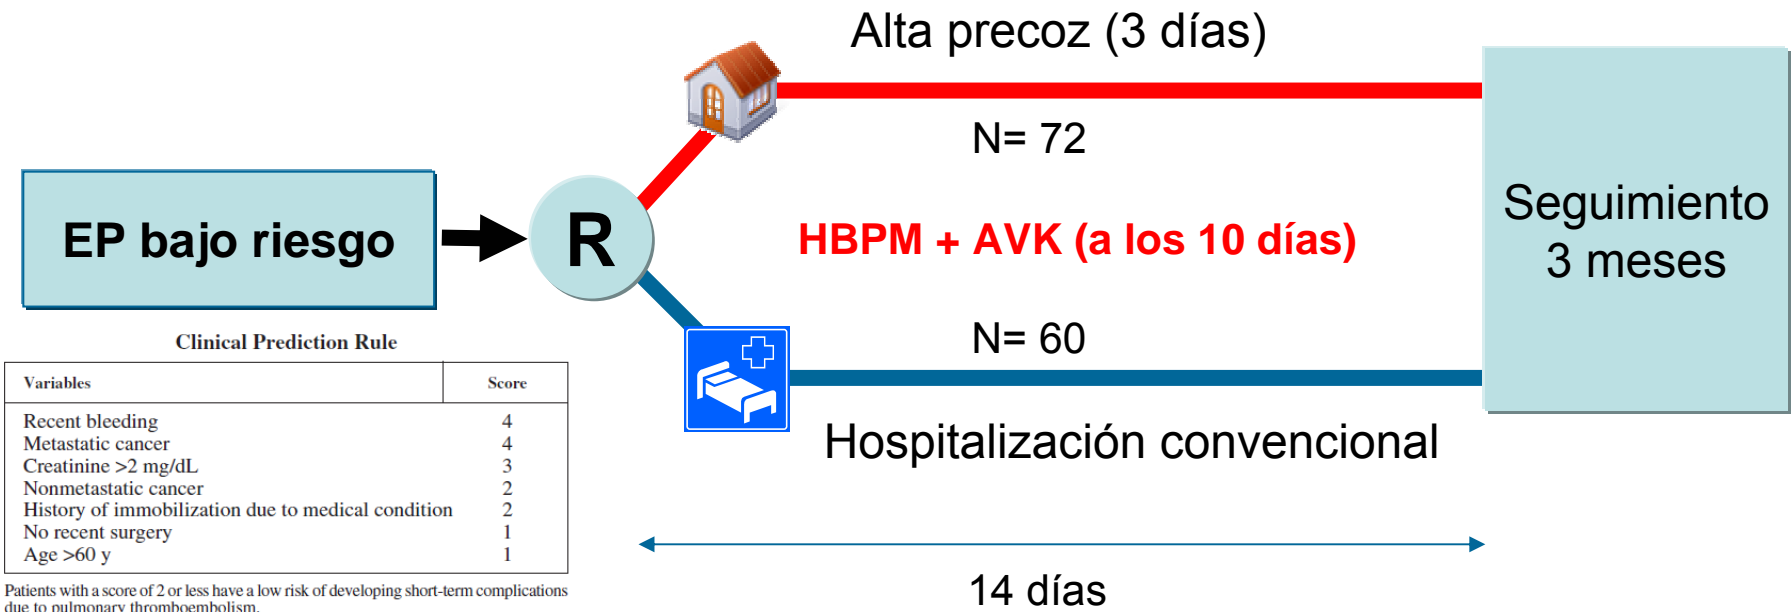 Alta precoz (3 días)
N= 72
EP bajo riesgo
R
HBPM + AVK (a los 10 días)
Seguimiento
3 meses
N= 60
Hospitalización convencional
14 días
Clinical Prediction Rule
Variables Score
Recent bleeding 4
Metastatic cancer 4
Creatinine >2 mg/dL 3
Nonmetastatic cancer 2
History of immobilization due to medical condition 2
No recent surgery 1
Age >60 y 1
Patients with a score of 2 or less have a low risk of developing short-term complications
due to pulmonary thromboembolism.